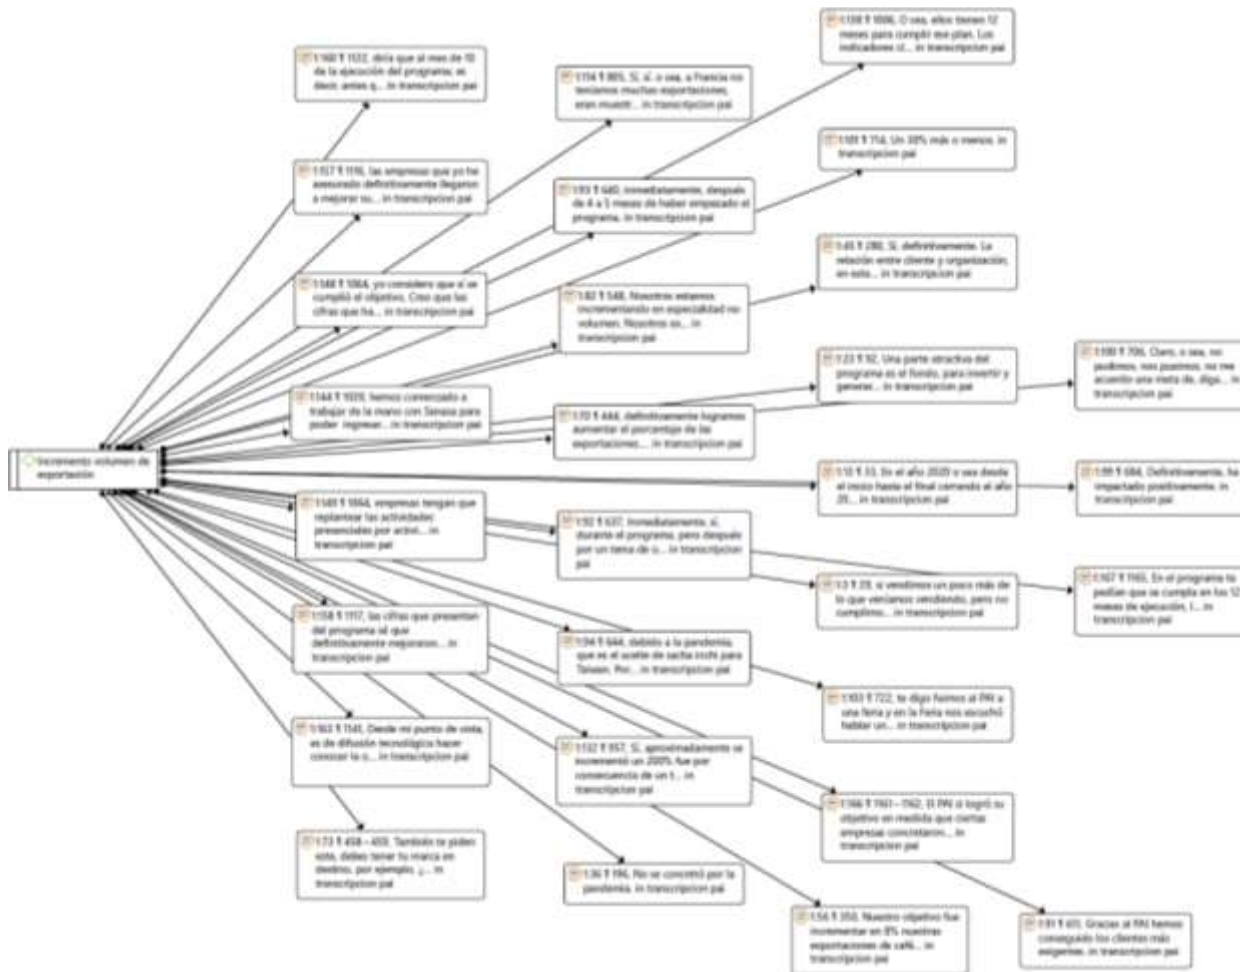 Incremento volumen de
exportación
1:160 ¶ 1122, diría que al mes de 10
de la ejecución del programa, es
decir, antes q... in transcripcion pai
1:157 ¶ 1116, las empresas que yo he
asesorado definitivamente llegaron
a mejorar su... in transcripcion pai
1:148 ¶ 1064, yo considero que sí se
cumplió el objetivo. Creo que las
cifras que ha... in transcripcion pai
1:144 ¶ hemos comenzado a
trabajar de la mano con Senasa para
poder ingresar... in transcripcion pai
1:149 ¶ 1064, empresas tengan que
replantear las actividades
presenciales por activi... in
transcripcion pai
1:158 ¶ 1117, las cifras que presentan
del programa sé que
definitivamente mejoraron... in
transcripcion pai
1:163 ¶ 1141, Desde mi punto de vista,
es de difusión tecnológica hacer
conocer la o... in transcripcion pai
1:73 ¶ 458 – 459, También te piden
este, debes tener tu marca en
destino, por ejemplo, ¿... in
transcripcion pai
1:114 ¶ 805, Sí, sí, o sea, a Francia no
teníamos muchas exportaciones,
eran muestr... in transcripcion pai
1:93 ¶ 640, inmediatamente, después
de 4 a 5 meses de haber empezado el
programa, in transcripcion pai
1:82 ¶ 548, Nosotros estamos
incrementando en especialidad no
volumen. Nosotros so... in
transcripcion pai
1:70 ¶ 444, definitivamente logramos
aumentar el porcentaje de las
exportaciones.... in transcripcion pai
1:92 ¶ 637, Inmediatamente, sí,
durante el programa, pero después
por un tema de o... in transcripcion
pai
1:94 ¶ 644, debido a la pandemia,
que es el aceite de sacha inchi para
Taiwán. Por... in transcripcion pai
1:132 ¶ 957, Sí, aproximadamente se
incrementó un 200% fue por
consecuencia de un t... in
transcripcion pai
1:36 ¶ 196, No se concretó por la
pandemia, in transcripcion pai
1:138 ¶ 1006, O sea, ellos tienen 12
meses para cumplir ese plan. Los
indicadores cl... in transcripcion pai
1:101 ¶ 714, Un 30% más o menos, in
transcripcion pai
1:45 ¶ 280, Sí, definitivamente. La
relación entre cliente y organización,
en esta... in transcripcion pai
1:23 ¶ 92, Una parte atractiva del
programa es el fondo, para invertir y
generar... in transcripcion pai
1:13 ¶ 33, En el año 2020 o sea desde
el inicio hasta el final cerrando el año
20... in transcripcion pai
1:3 ¶ sí vendimos un poco más de
lo que veníamos vendiendo, pero no
cumplimo... in transcripcion pai
1:103 ¶ 722, te digo fuimos al PAI a
una feria y en la Feria nos escuchó
hablar un... in transcripcion pai
1:166 ¶ 1161 – 1162, El PAI sí logró su
objetivo en medida que ciertas
empresas concretaron... in
transcripcion pai
1:56 ¶ 350, Nuestro objetivo fue
incrementar en 8% nuestras
exportaciones de café... in
transcripcion pai
1:100 ¶ 706, Claro, o sea, no
pudimos, nos pusimos, no me
acuerdo una meta de, diga... in
transcripcion pai
1:99 ¶ 684, Definitivamente, ha
impactado positivamente, in
transcripcion pai
1:167 ¶ 1165, En el programa te
pedían que se cumpla en los 12
meses de ejecución, l... in
transcripcion pai
1:91 ¶ Gracias al PAI hemos
conseguido los clientes más
exigentes, in transcripcion pai